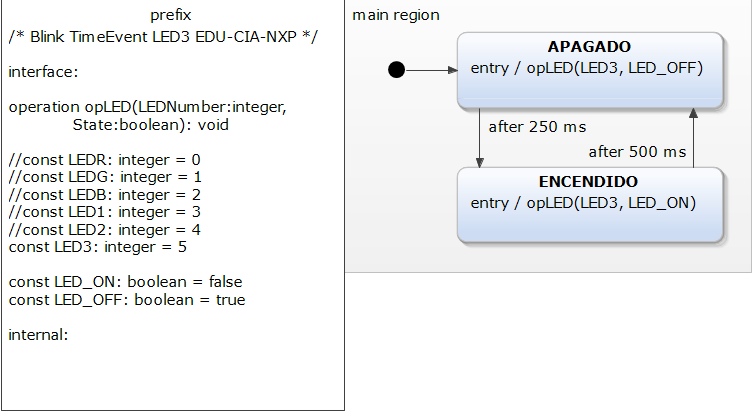 prefix
/* Blink TimeEvent LED3 EDU-CIA-NXP */
interface:
operation opLED(LEDNumber:integer,
State:boolean): void
//const LEDR: integer = 0
//const LEDG: integer = 1
//const LEDB: integer = 2
//const LED1: integer = 3
//const LED2: integer = 4
const LED3: integer = 5
const LED_ON: boolean = false
const LED_OFF: boolean = true
internal:
main region
APAGADO
entry / opLED(LED3, LED_OFF)
after 250 ms
after 500 ms
ENCENDIDO
entry / opLED(LED3, LED_ON)